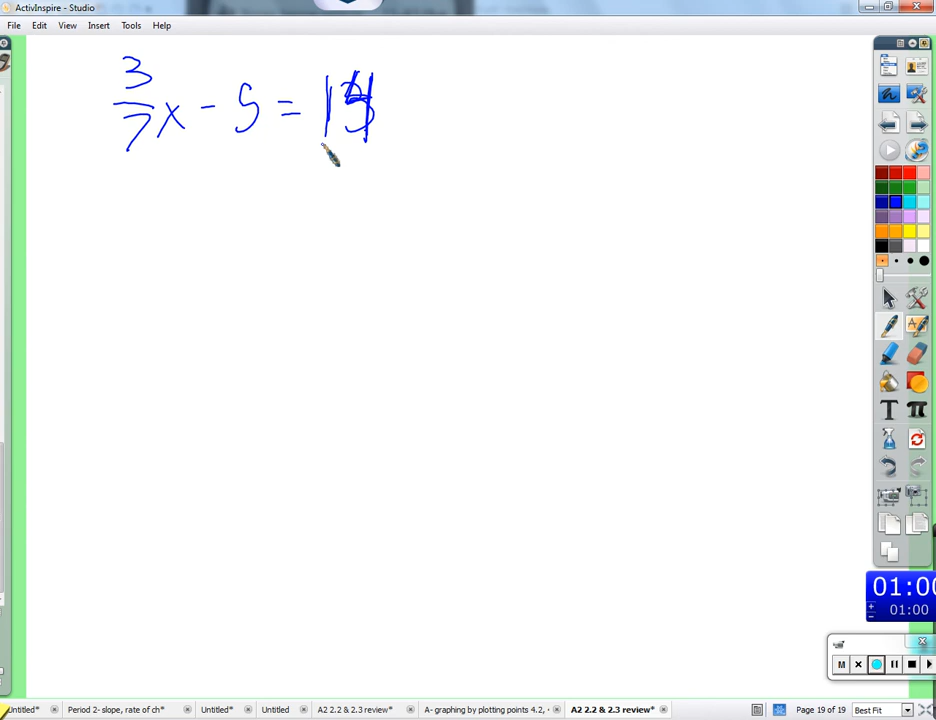 ActivInspire - Studio
File Edit View Insert Tools Help
3/7x - 5 =
01:00
01:00
M
Untitled* Period 2- slope, rate of ch* Untitled* Untitled A2 2.2 & 2.3 review* A- graphing by plotting points 4.2, A2 2.2 & 2.3 review* Page 19 of 19 Best Fit